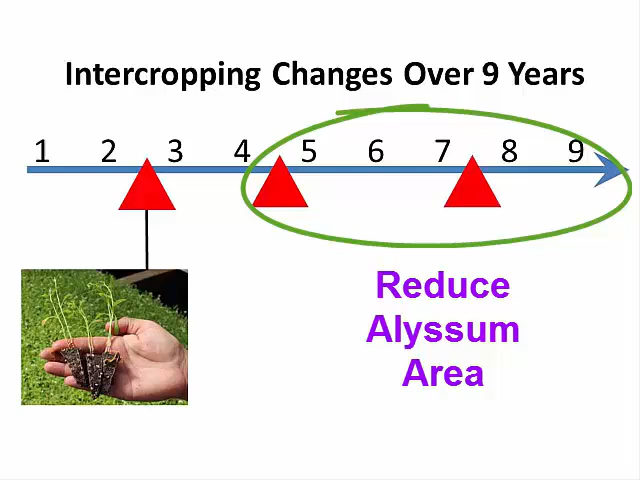 Intercropping Changes Over 9 Years
1 2 3 4 5 6 7 8 9
Reduce
Alyssum
Area